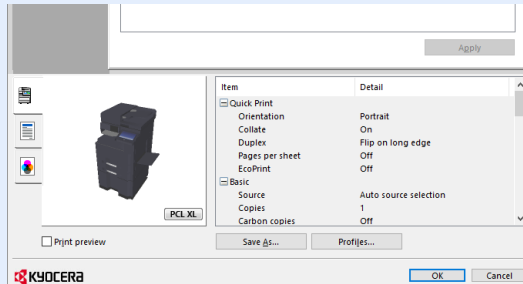 Apply
Item Detail
Quick Print
Orientation Portrait
Collate On
Duplex Flip on long edge
Pages per sheet Off
EcoPrint Off
Basic
Source Auto source selection
Copies 1
Carbon copies Off
PCL XL
Print preview Save As... Profiles...
KYOCERA OK Cancel